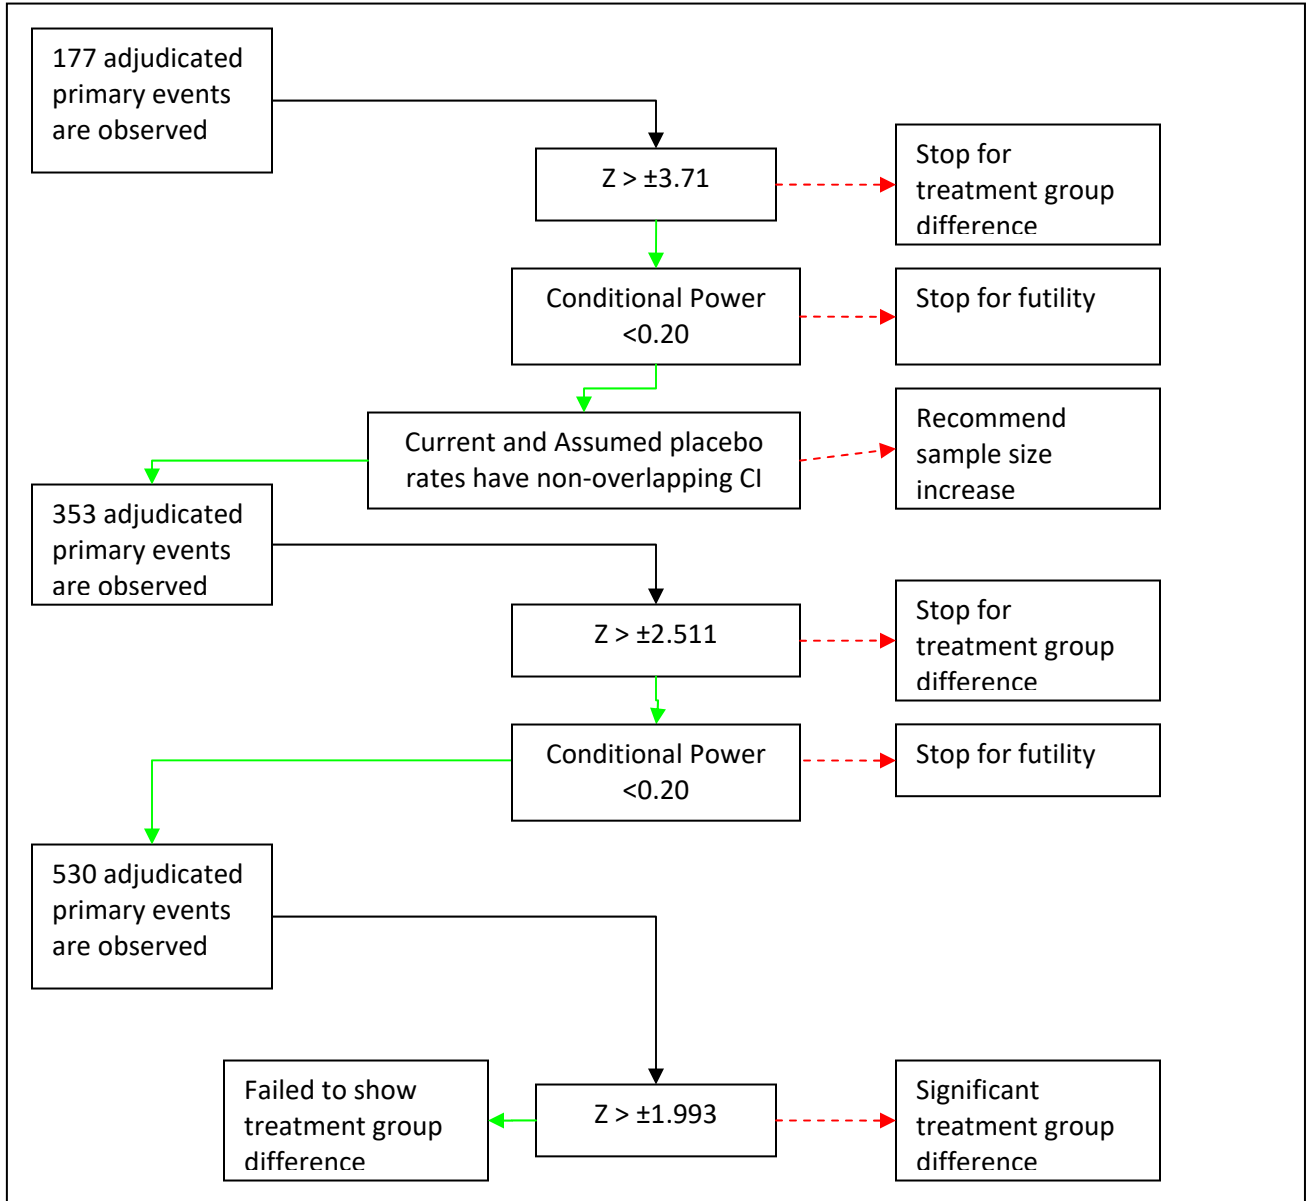 177 adjudicated
primary events
are observed
Z > ±3.71
Stop for
treatment group
difference
Conditional Power
<0.20
Stop for futility
Current and Assumed placebo
rates have non-overlapping CI
Recommend
sample size
increase
353 adjudicated
primary events
are observed
Z > ±2.511
Stop for
treatment group
difference
Conditional Power
<0.20
Stop for futility
530 adjudicated
primary events
are observed
Failed to show
treatment group
difference
Z > ±1.993
Significant
treatment group
difference